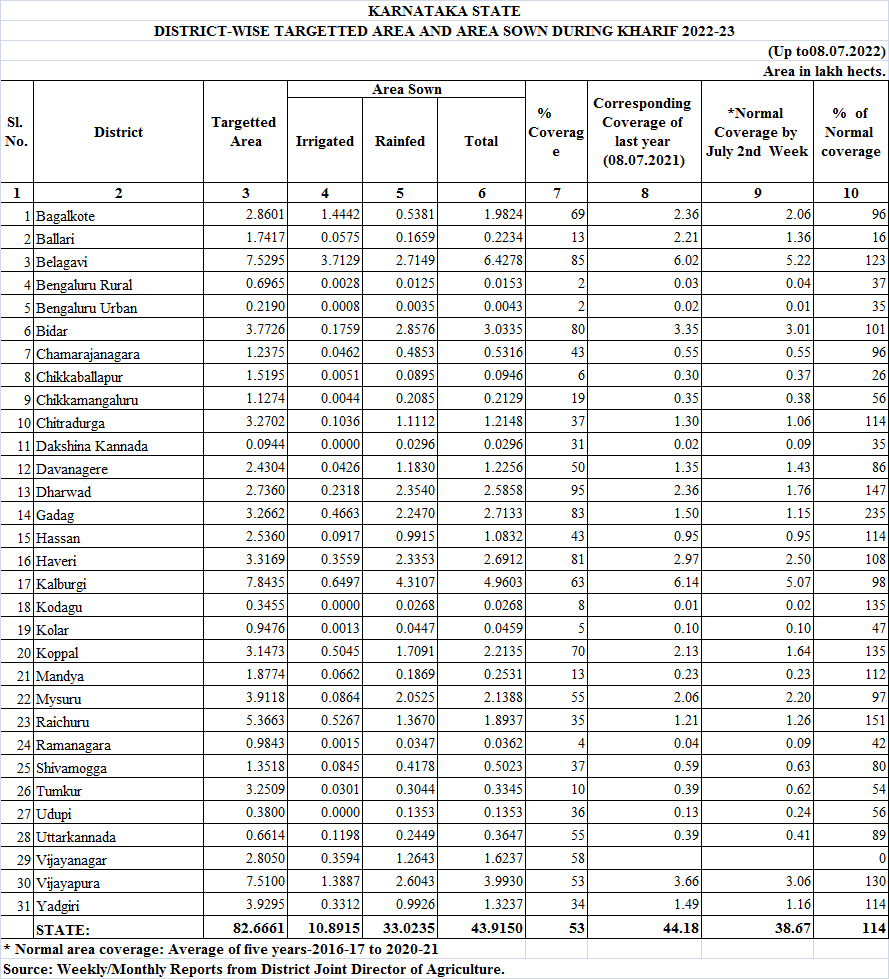 KARNATAKA STATE
DISTRICT-WISE TARGETTED AREA AND AREA SOWN DURING KHARIF 2022-23
(Up to08.07.2022)
Area in lakh hects.
Sl. No. District Targetted Area Area Sown Irrigated Rainfed Total % Coverag e Corresponding Coverage of last year (08.07.2021) *Normal Coverage by July 2nd Week % of Normal coverage
1 2 3 4 5 6 7 8 9 10
1 Bagalkote 2.8601 1.4442 0.5381 1.9824 69 2.36 2.06 96
2 Ballari 1.7417 0.0575 0.1659 0.2234 13 2.21 1.36 16
3 Belagavi 7.5295 3.7129 2.7149 6.4278 85 6.02 5.22 123
4 Bengaluru Rural 0.6965 0.0028 0.0125 0.0153 2 0.03 0.04 37
5 Bengaluru Urban 0.2190 0.0008 0.0035 0.0043 2 0.02 0.01 35
6 Bidar 3.7726 0.1759 2.8576 3.0335 80 3.35 3.01 101
7 Chamarajanagara 1.2375 0.0462 0.4853 0.5316 43 0.55 0.55 96
8 Chikkaballapur 1.5195 0.0051 0.0895 0.0946 6 0.30 0.37 26
9 Chikkamangaluru 1.1274 0.0044 0.2085 0.2129 19 0.35 0.38 56
10 Chitradurga 3.2702 0.1036 1.1112 1.2148 37 1.30 1.06 114
11 Dakshina Kannada 0.0944 0.0000 0.0296 0.0296 31 0.02 0.09 35
12 Davanagere 2.4304 0.0426 1.1830 1.2256 50 1.35 1.43 86
13 Dharwad 2.7360 0.2318 2.3540 2.5858 95 2.36 1.76 147
14 Gadag 3.2662 0.4663 2.2470 2.7133 83 1.50 1.15 235
15 Hassan 2.5360 0.0917 0.9915 1.0832 43 0.95 0.95 114
16 Haveri 3.3169 0.3559 2.3353 2.6912 81 2.97 2.50 108
17 Kalburgi 7.8435 0.6497 4.3107 4.9603 63 6.14 5.07 98
18 Kodagu 0.3455 0.0000 0.0268 0.0268 8 0.01 0.02 135
19 Kolar 0.9476 0.0013 0.0447 0.0459 5 0.10 0.10 47
20 Koppal 3.1473 0.5045 1.7091 2.2135 70 2.13 1.64 135
21 Mandya 1.8774 0.0662 0.1869 0.2531 13 0.23 0.23 112
22 Mysuru 3.9118 0.0864 2.0525 2.1388 55 2.06 2.20 97
23 Raichuru 5.3663 0.5267 1.3670 1.8937 35 1.21 1.26 151
24 Ramanagara 0.9843 0.0015 0.0347 0.0362 4 0.04 0.09 42
25 Shivamogga 1.3518 0.0845 0.4178 0.5023 37 0.59 0.63 80
26 Tumkur 3.2509 0.0301 0.3044 0.3345 10 0.39 0.62 54
27 Udupi 0.3800 0.0000 0.1353 0.1353 36 0.13 0.24 56
28 Uttarkannada 0.6614 0.1198 0.2449 0.3647 55 0.39 0.41 89
29 Vijayanagar 2.8050 0.3594 1.2643 1.6237 58 0
30 Vijayapura 7.5100 1.3887 2.6043 3.9930 53 3.66 3.06 130
31 Yadgiri 3.9295 0.3312 0.9926 1.3237 34 1.49 1.16 114
STATE: 82.6661 10.8915 33.0235 43.9150 53 44.18 38.67 114
* Normal area coverage: Average of five years-2016-17 to 2020-21
Source: Weekly/Monthly Reports from District Joint Director of Agriculture.